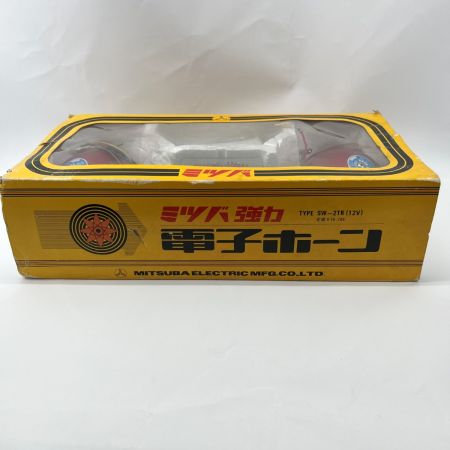 ミツバ
ミツバ 強力 TYPE SW-2TR (12V)
電子ホーン
MITSUBA ELECTRIC MFG.CO.,LTD.